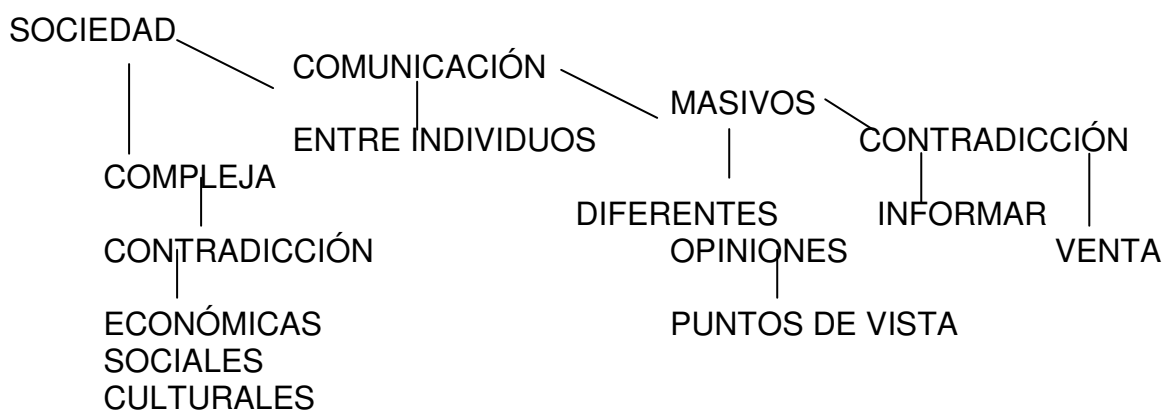 SOCIEDAD
COMUNICACIÓN
MASIVOS
ENTRE INDIVIDUOS
CONTRADICCIÓN
COMPLEJA
DIFERENTES
INFORMAR
CONTRADICCIÓN
OPINIONES
VENTA
ECONÓMICAS
PUNTOS DE VISTA
SOCIALES
CULTURALES